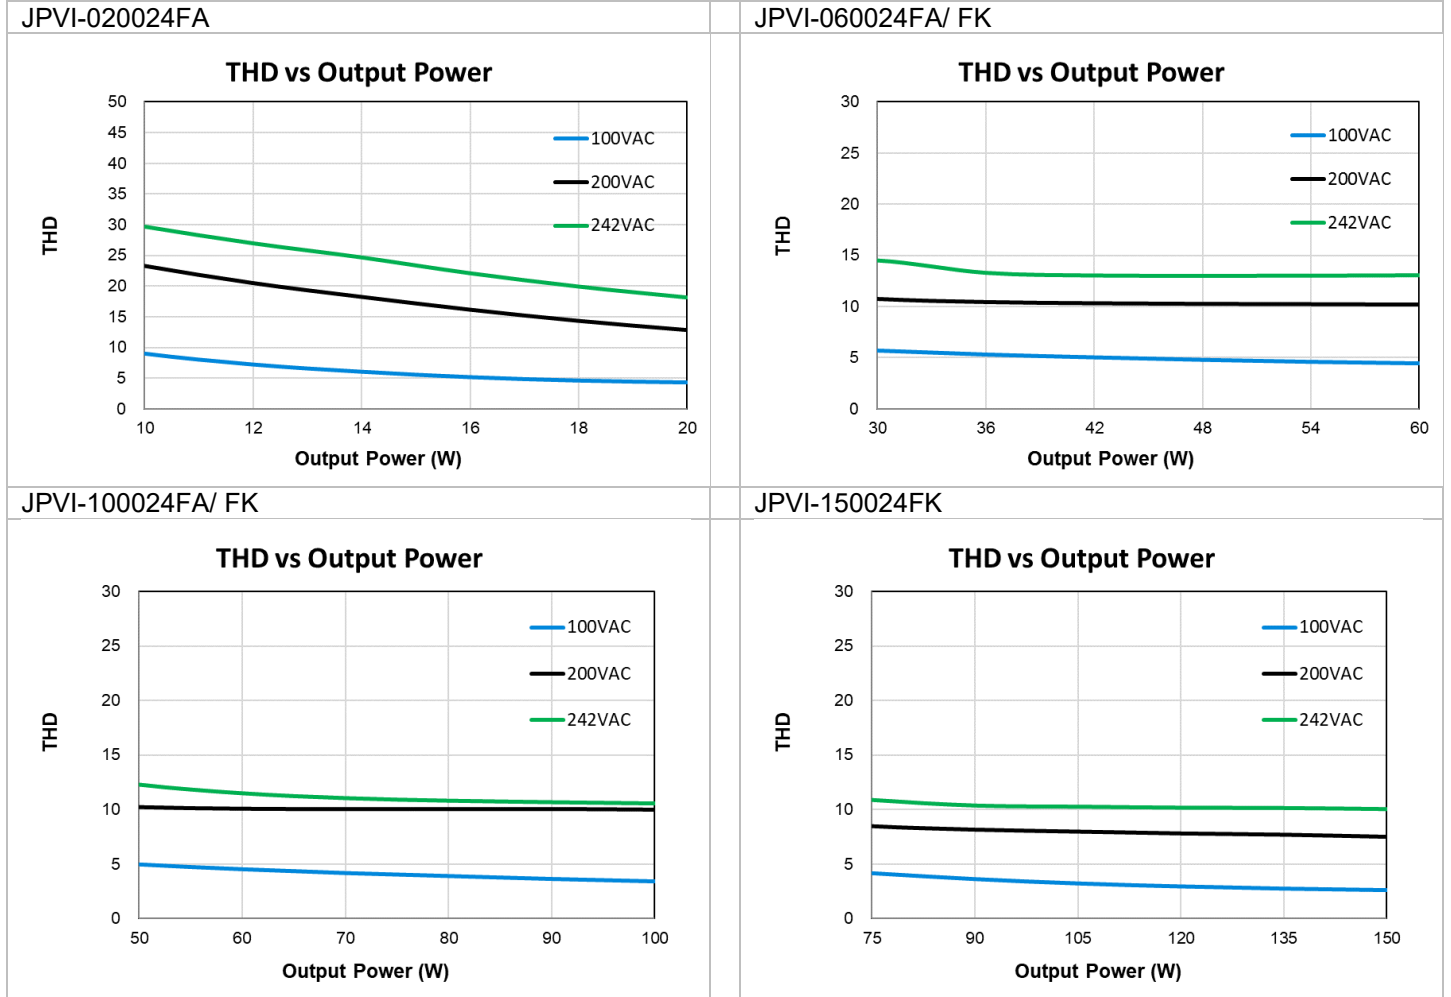 JPVI-020024FA
JPVI-060024FA/ FK
THD vs Output Power
50
45
40
35
30
25
20
15
10
5
0
THD
100VAC
200VAC
242VAC
10 12 14 16 18 20
Output Power (W)
THD vs Output Power
30
25
20
15
10
5
0
THD
100VAC
200VAC
242VAC
30 36 42 48 54 60
Output Power (W)
JPVI-100024FA/ FK
JPVI-150024FK
THD vs Output Power
30
25
20
15
10
5
0
THD
100VAC
200VAC
242VAC
50 60 70 80 90 100
Output Power (W)
THD vs Output Power
30
25
20
15
10
5
0
THD
100VAC
200VAC
242VAC
75 90 105 120 135 150
Output Power (W)